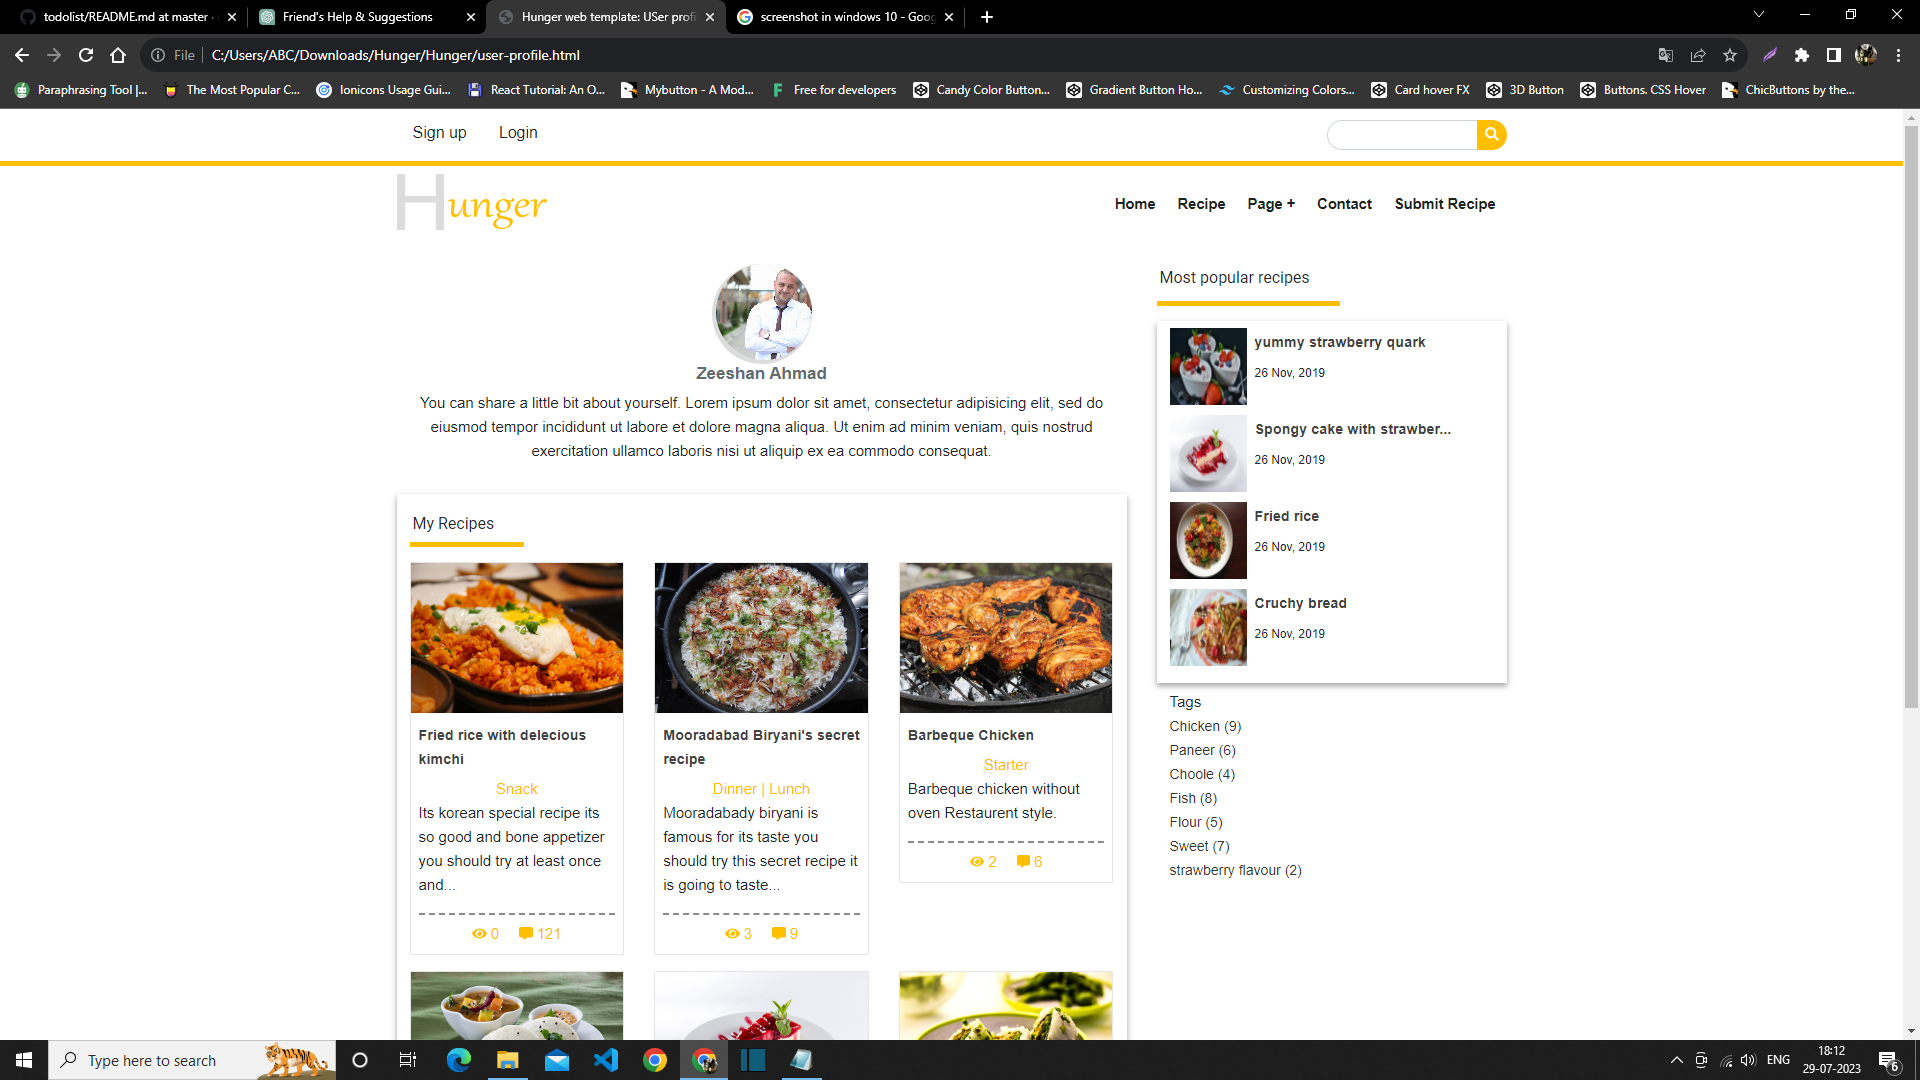 todolist/README.md at master ·
Friend's Help & Suggestions
Hunger web template: USer profi
screenshot in windows 10 - Goog
File
C:/Users/ABC/Downloads/Hunger/Hunger/user-profile.html
Paraphrasing Tool |...
The Most Popular C...
Ionicons Usage Gui...
React Tutorial: An O...
Mybutton - A Mod...
Free for developers
Candy Color Button...
Gradient Button Ho...
Customizing Colors...
Card hover FX
3D Button
Buttons. CSS Hover
ChicButtons by the...
Sign up
Login
Hunger
Home
Recipe
Page +
Contact
Submit Recipe
Zeeshan Ahmad
You can share a little bit about yourself. Lorem ipsum dolor sit amet, consectetur adipisicing elit, sed do
eiusmod tempor incididunt ut labore et dolore magna aliqua. Ut enim ad minim veniam, quis nostrud
exercitation ullamco laboris nisi ut aliquip ex ea commodo consequat.
My Recipes
Fried rice with delecious
kimchi
Snack
Its korean special recipe its
so good and bone appetizer
you should try at least once
and...
0
121
Mooradabad Biryani's secret
recipe
Dinner | Lunch
Mooradabady biryani is
famous for its taste you
should try this secret recipe it
is going to taste...
3
9
Barbeque Chicken
Starter
Barbeque chicken without
oven Restaurent style.
2
6
Most popular recipes
yummy strawberry quark
26 Nov, 2019
Spongy cake with strawber...
26 Nov, 2019
Fried rice
26 Nov, 2019
Cruchy bread
26 Nov, 2019
Tags
Chicken (9)
Paneer (6)
Choole (4)
Fish (8)
Flour (5)
Sweet (7)
strawberry flavour (2)
Type here to search
ENG
18:12
29-07-2023
6